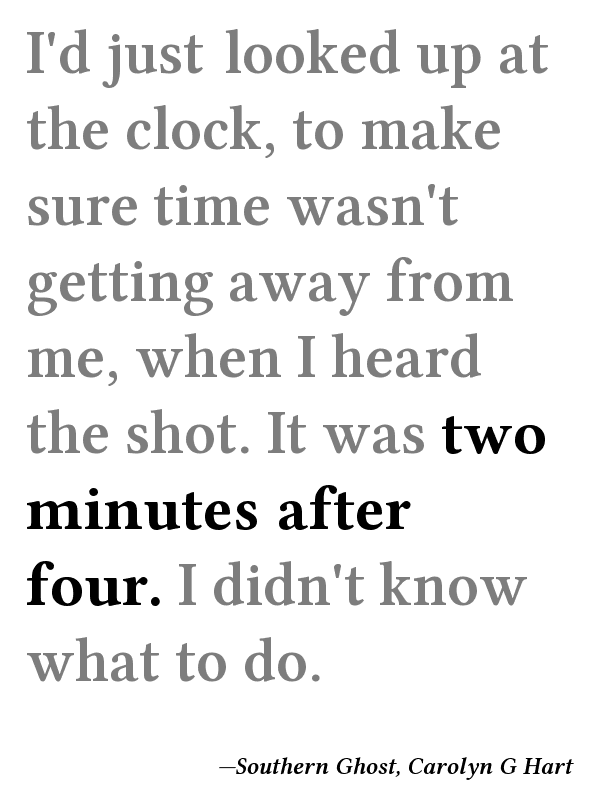 I'd just looked up at
the clock, to make
sure time wasn't
getting away from
me, when I heard
the shot. It was two
minutes after
four. I didn't know
what to do.
—Southern Ghost, Carolyn G Hart